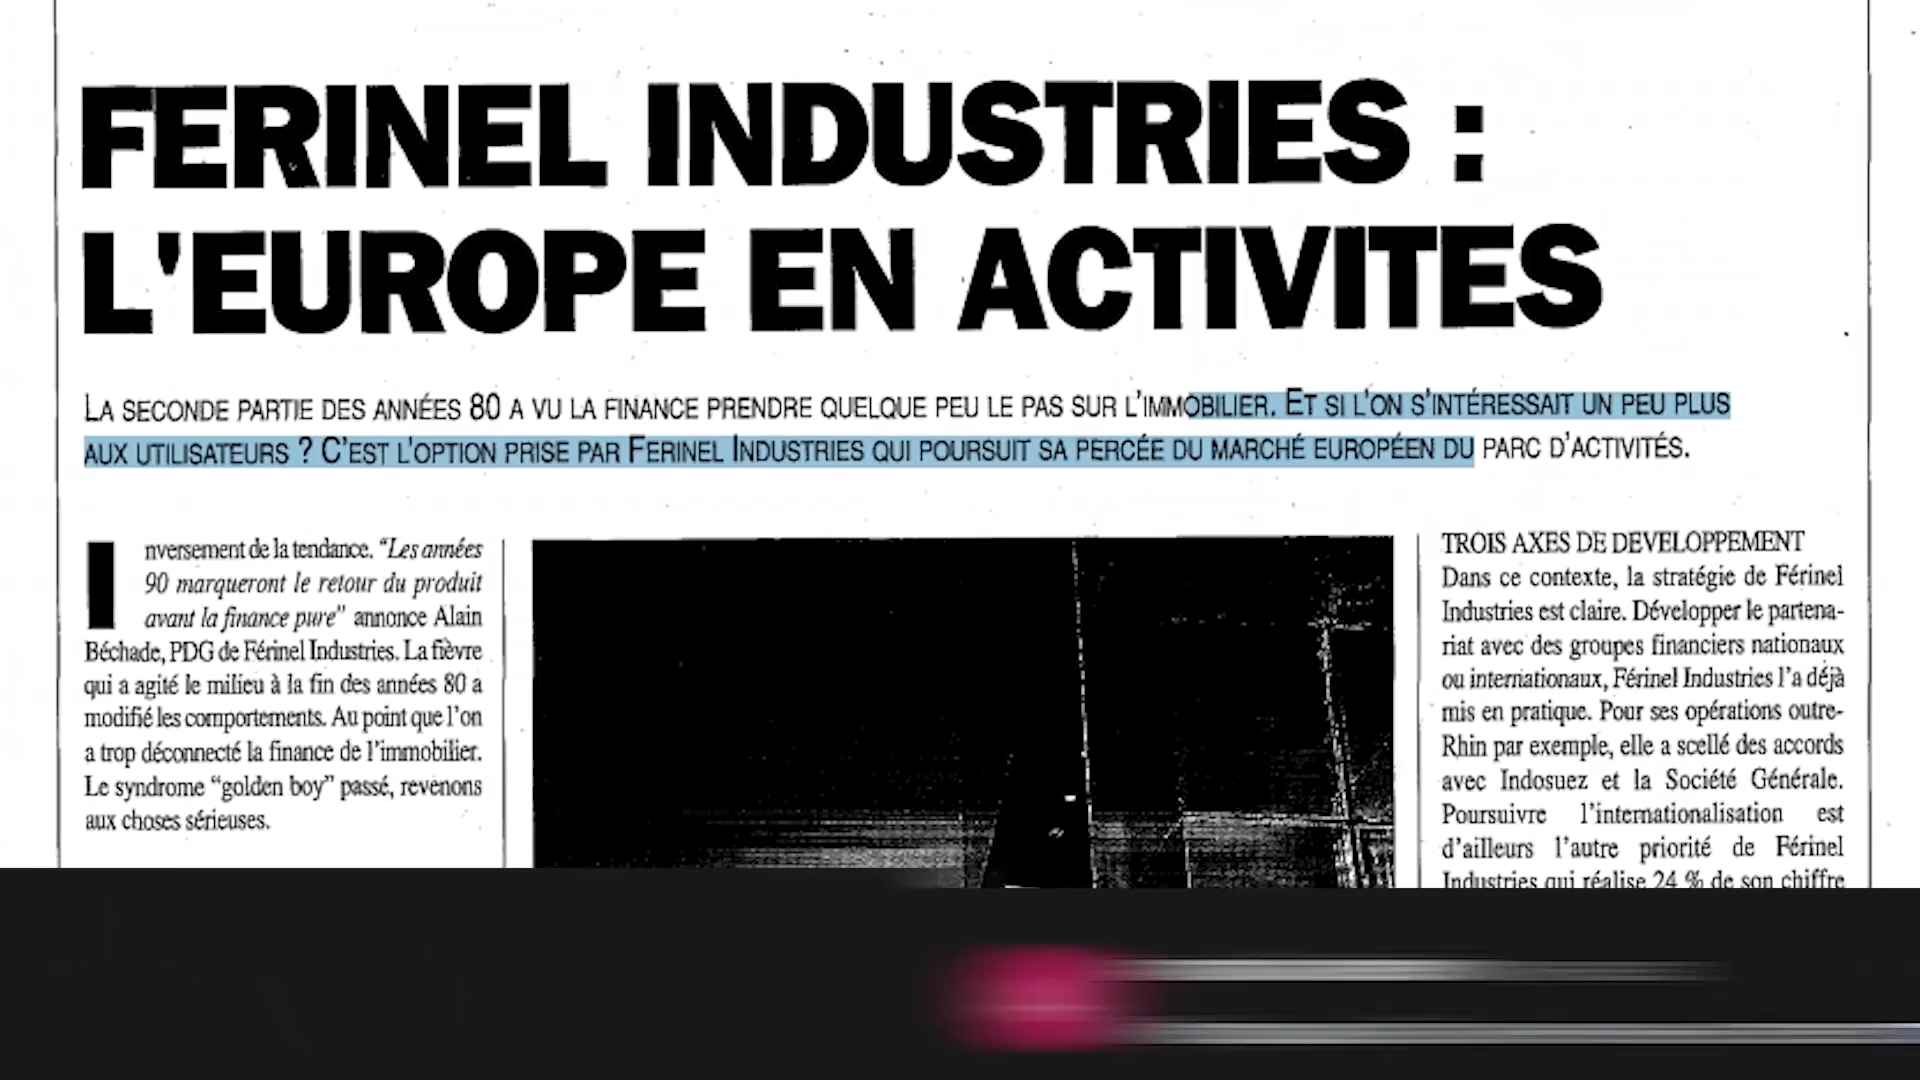 FERINEL INDUSTRIES :
L'EUROPE EN ACTIVITES
LA SECONDE PARTIE DES ANNÉES 80 A VU LA FINANCE PRENDRE QUELQUE PEU LE PAS SUR L'IMMOBILIER. ET SI L'ON S'INTÉRESSAIT UN PEU PLUS
AUX UTILISATEURS ? C'EST L'OPTION PRISE PAR FERINEL INDUSTRIES QUI POURSUIT SA PERCÉE DU MARCHÉ EUROPÉEN DU PARC D'ACTIVITÉS.
Inversement de la tendance. “Les années
90 marqueront le retour du produit
avant la finance pure” annonce Alain
Béchade, PDG de Férinel Industries. La fièvre
qui a agité le milieu à la fin des années 80 a
modifié les comportements. Au point que l'on
a trop déconnecté la finance de l'immobilier.
Le syndrome “golden boy” passé, revenons
aux choses sérieuses.
TROIS AXES DE DEVELOPPEMENT
Dans ce contexte, la stratégie de Férinel
Industries est claire. Développer le partena-
riat avec des groupes financiers nationaux
ou internationaux, Férinel Industries l'a déjà
mis en pratique. Pour ses opérations outre-
Rhin par exemple, elle a scellé des accords
avec Indosuez et la Société Générale.
Poursuivre l'internationalisation est
d'ailleurs l'autre priorité de Férinel
Industries qui réalise 24 % de son chiffre